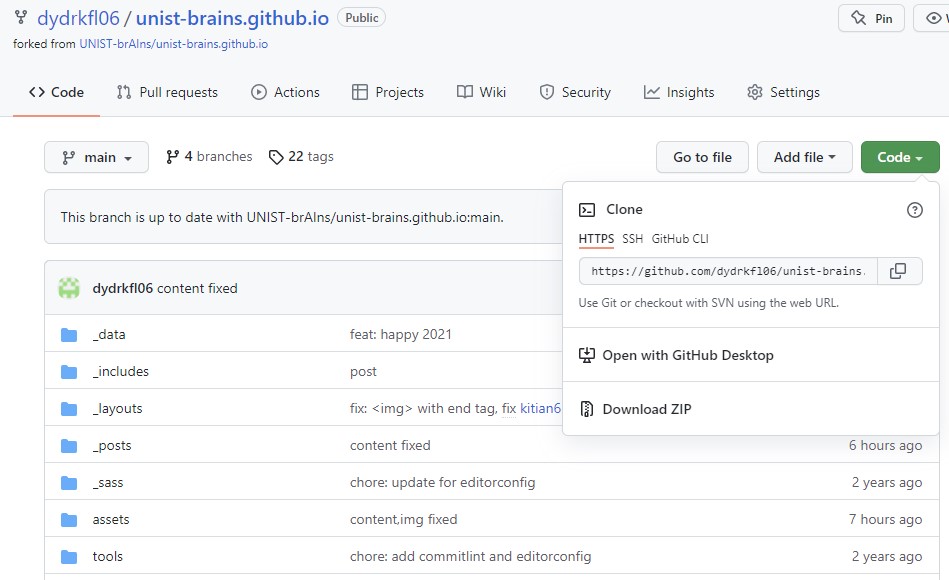 dydrkfl06 / unist-brains.github.io Public
Pin
forked from UNIST-brAIns/unist-brains.github.io
Code Pull requests Actions Projects Wiki Security Insights Settings
main 4 branches 22 tags Go to file Add file Code
This branch is up to date with UNIST-brAIns/unist-brains.github.io:main.
Clone
HTTPS SSH GitHub CLI
https://github.com/dydrkfl06/unist-brains.
Use Git or checkout with SVN using the web URL.
Open with GitHub Desktop
Download ZIP
dydrkfl06 content fixed
_data feat: happy 2021
_includes post
_layouts fix: <img> with end tag, fix kitian6
_posts content fixed 6 hours ago
_sass chore: update for editorconfig 2 years ago
assets content,img fixed 7 hours ago
tools chore: add commitlint and editorconfig 2 years ago